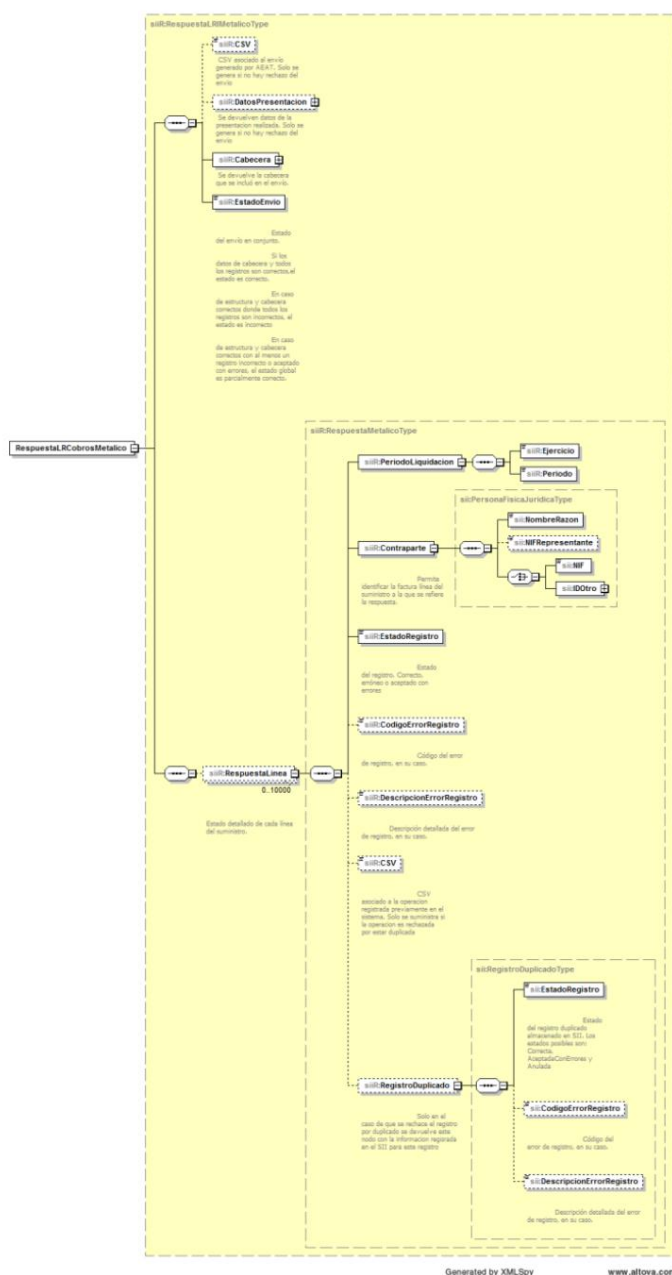 siiR:RespuestaLRIMetalicoType
siiR:CSV
CSV asociado al envío
generado por AEAT. Solo se
genera si no hay rechazo del
envío
siiR:DatosPresentacion
Se devuelven datos de la
presentacion realizada. Solo se
genera si no hay rechazo del
envío
siiR:Cabecera
Se devuelve la cabecera
que se incluó en el envío.
siiR:EstadoEnvio
Estado
del envío en conjunto.
Si los
datos de cabecera y todos
los registros son correctos,el
estado es correcto.
En caso
de estructura y cabecera
correctos donde todos los
registros son incorrectos, el
estado es incorrecto
En caso
de estructura y cabecera
correctos con al menos un
registro incorrecto o aceptado
con errores, el estado global
es parcialmente correcto.
RespuestaLRCobrosMetalico
siiR:RespuestaMetalicoType
siiR:PeriodoLiquidacion
sii:Ejercicio
sii:Periodo
sii:PersonaFisicaJuridicaType
siiR:Contraparte
sii:NombreRazon
sii:NIFRepresentante
sii:NIF
sii:IDOtro
Permite
identificar la factura línea del
suministro a la que se refiere
la respuesta.
siiR:EstadoRegistro
Estado
del registro. Correcto,
erróneo o aceptado con
errores
siiR:CodigoErrorRegistro
Código del error
de registro, en su caso.
siiR:RespuestaLinea
0..10000
Estado detallado de cada línea
del suministro.
siiR:DescripcionErrorRegistro
Descripción detallada del error
de registro, en su caso.
siiR:CSV
CSV
asociado a la operacion
registrada previamente en el
sistema. Solo se suministra si
la operacion es rechazada
por estar duplicada
sii:RegistroDuplicadoType
sii:EstadoRegistro
Estado
del registro duplicado
almacenado en SII. Los
estados posibles son:
Correcta,
AceptadaConErrores y
Anulada
siiR:RegistroDuplicado
Solo en el
caso de que se rechace el registro
por duplicado se devuelve este
nodo con la informacion registrada
en el SII para este registro
sii:CodigoErrorRegistro
Código del
error de registro, en su caso.
sii:DescripcionErrorRegistro
Descripción detallada del error
de registro, en su caso.
Generated by XMLSpy
www.altova.com